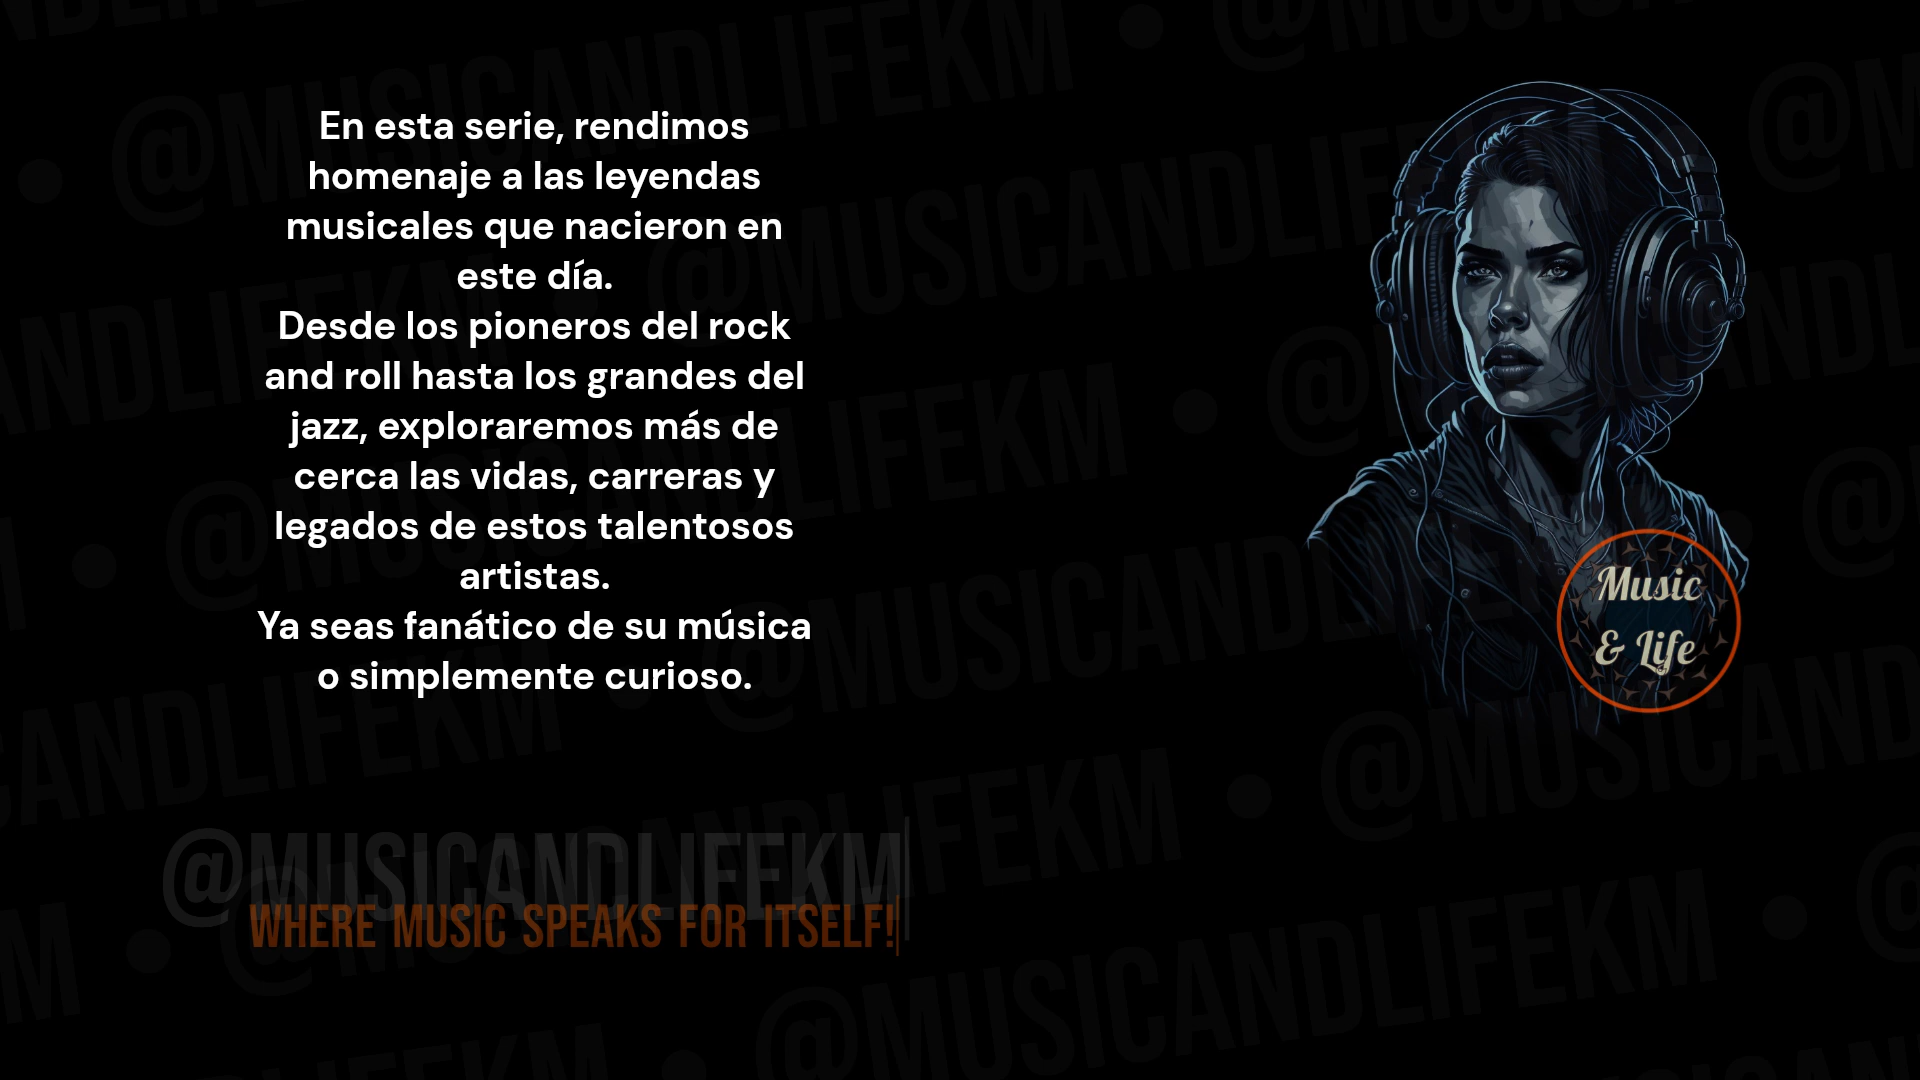 En esta serie, rendimos
homenaje a las leyendas
musicales que nacieron en
este día.
Desde los pioneros del rock
and roll hasta los grandes del
jazz, exploraremos más de
cerca las vidas, carreras y
legados de estos talentosos
artistas.
Ya seas fanático de su música
o simplemente curioso.
Music
& Life
@MUSICANDLIFEKM
WHERE MUSIC SPEAKS FOR ITSELF!